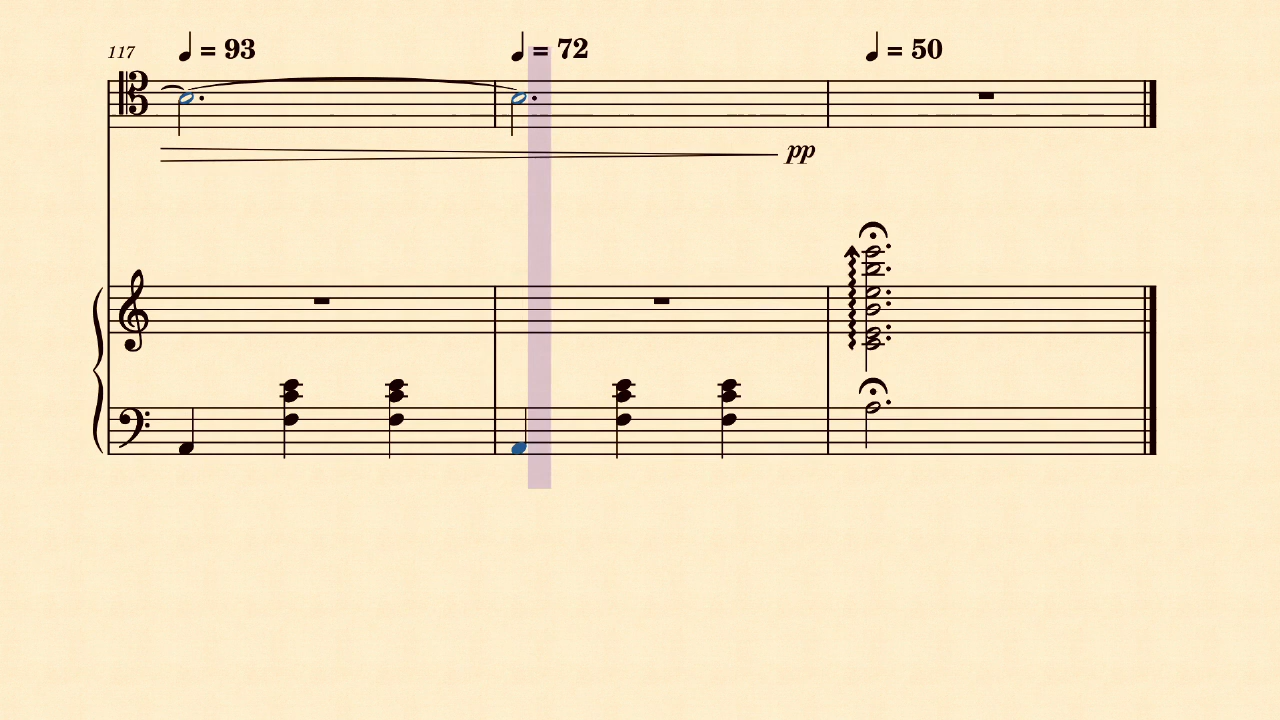 117 ♩ = 93 ♩ = 72 ♩ = 50
pp